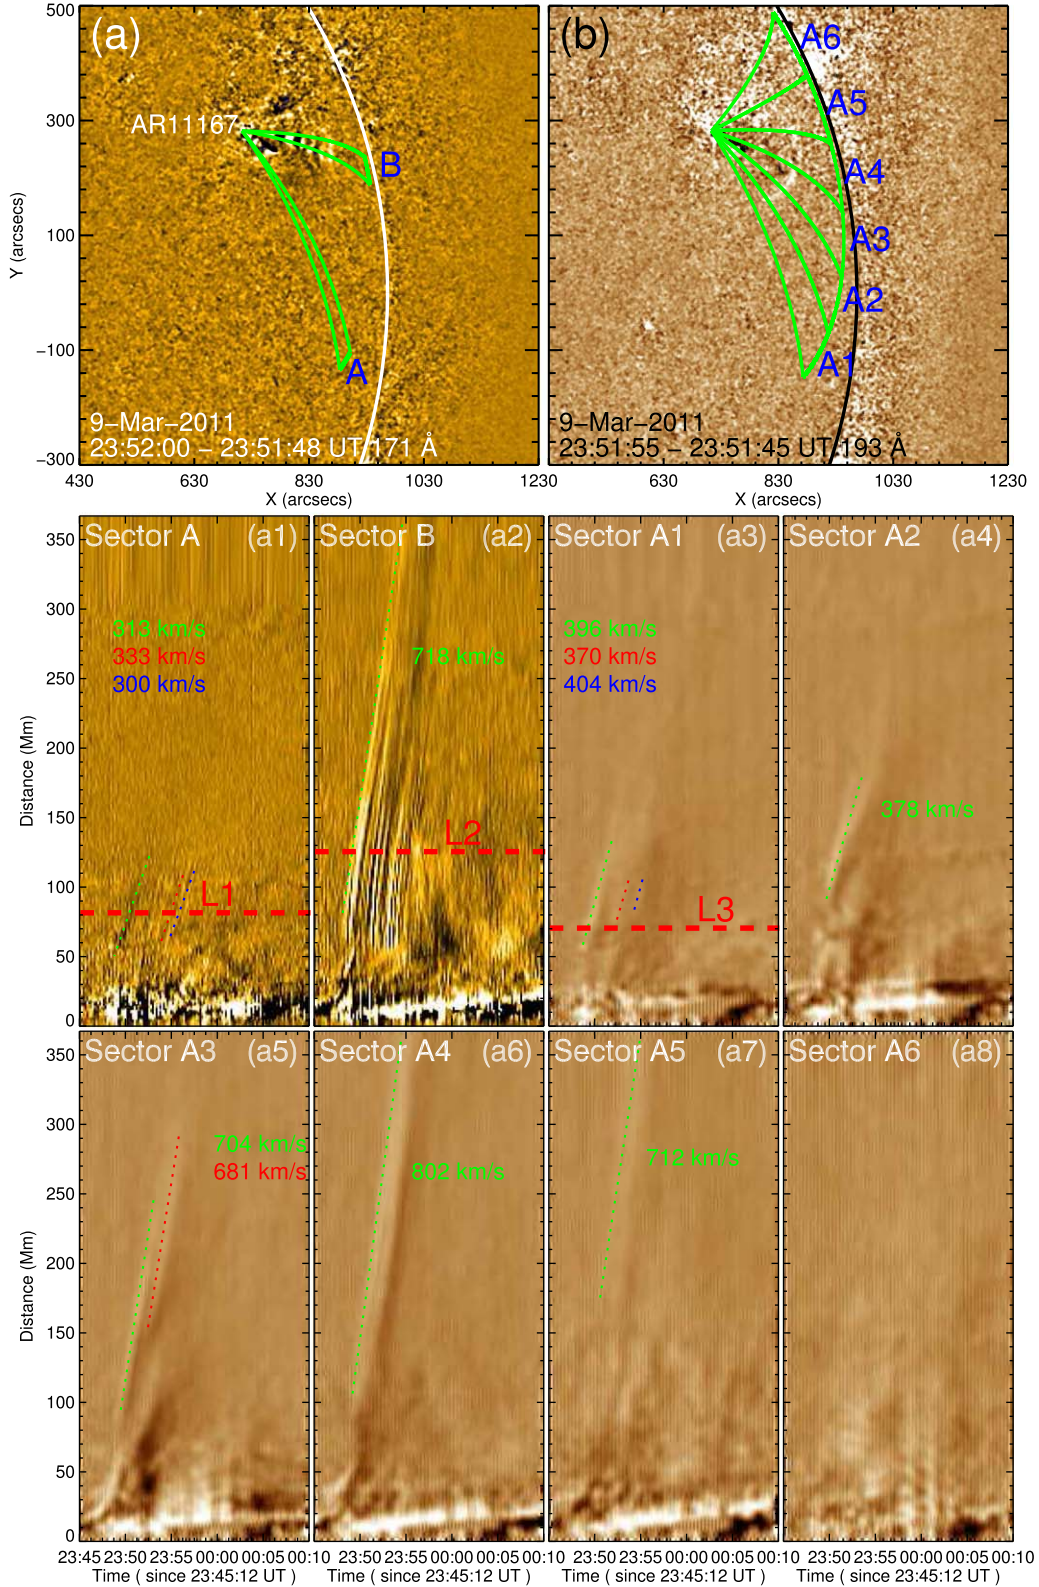 (a)
AR11167
B
A
9-Mar-2011
23:52:00 - 23:51:48 UT 171 Å
500
300
100
-100
-300
Y (arcsecs)
430 630 830 1030 1230
X (arcsecs)
(b)
A6
A5
A4
A3
A2
A1
9-Mar-2011
23:51:55 - 23:51:45 UT 193 Å
630 830 1030 1230
X (arcsecs)
Sector A (a1)
313 km/s
333 km/s
300 km/s
L1
Sector B (a2)
718 km/s
L2
Sector A1 (a3)
396 km/s
370 km/s
404 km/s
L3
Sector A2 (a4)
378 km/s
350
300
250
200
150
100
50
0
Distance (Mm)
Sector A3 (a5)
704 km/s
681 km/s
Sector A4 (a6)
802 km/s
Sector A5 (a7)
712 km/s
Sector A6 (a8)
350
300
250
200
150
100
50
0
Distance (Mm)
23:45 23:50 23:55 00:00 00:05 00:10
23:50 23:55 00:00 00:05 00:10
23:50 23:55 00:00 00:05 00:10
23:50 23:55 00:00 00:05 00:10
Time ( since 23:45:12 UT )
Time ( since 23:45:12 UT )
Time ( since 23:45:12 UT )
Time ( since 23:45:12 UT )